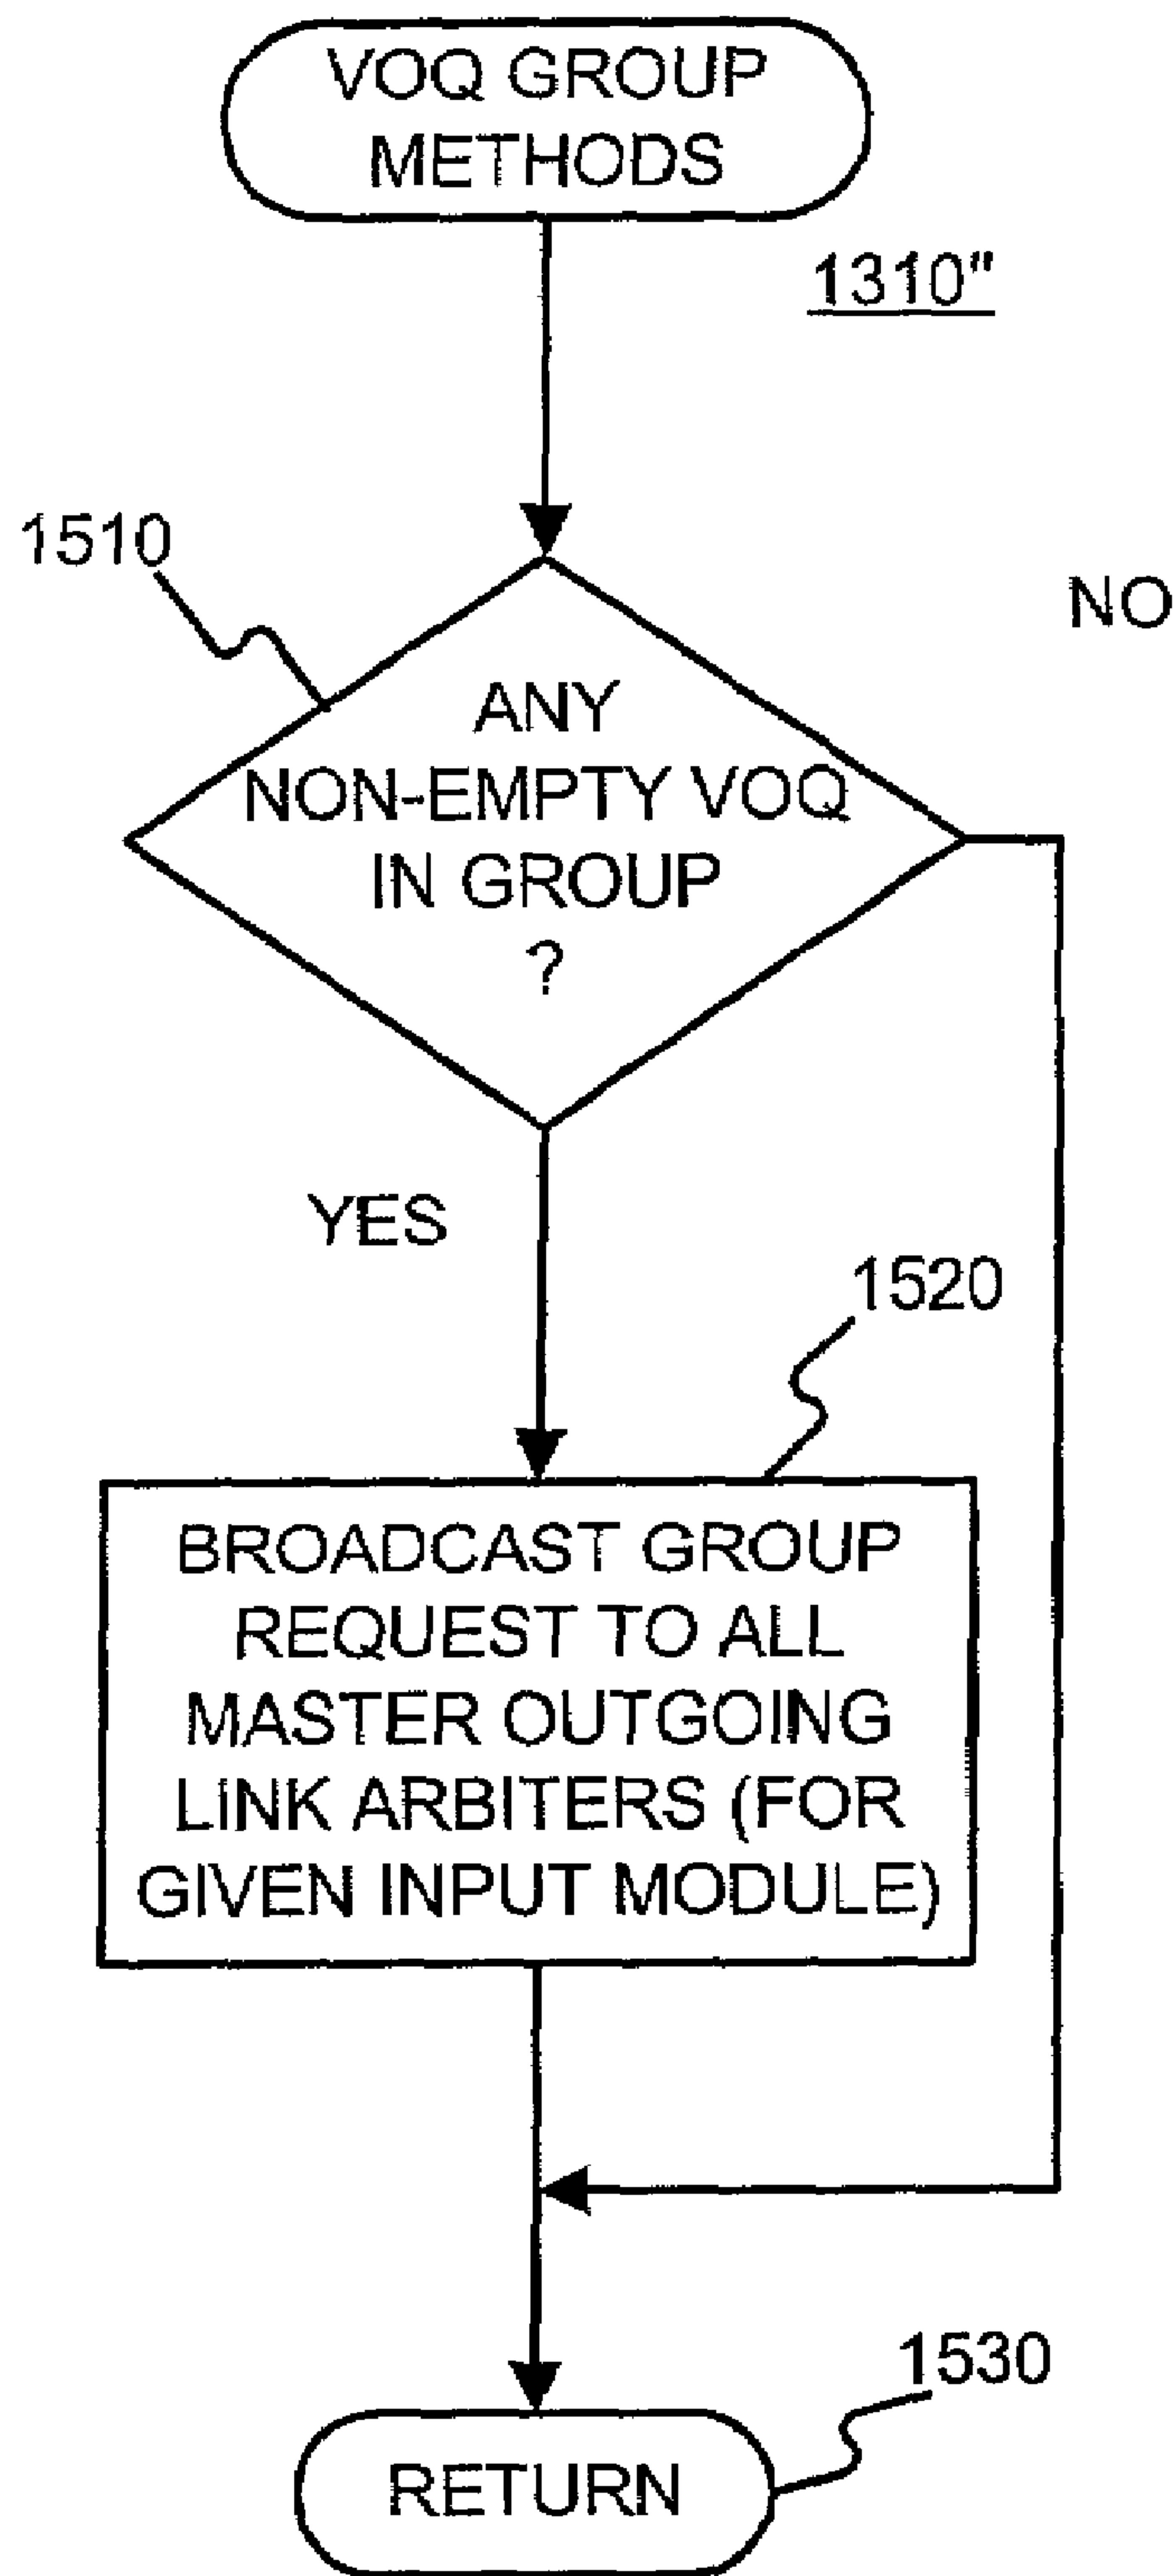 VOQ GROUP
METHODS
1310"
1510
NO
ANY
NON-EMPTY VOQ
IN GROUP
?
YES
1520
BROADCAST GROUP
REQUEST TO ALL
MASTER OUTGOING
LINK ARBITERS (FOR
GIVEN INPUT MODULE)
1530
RETURN